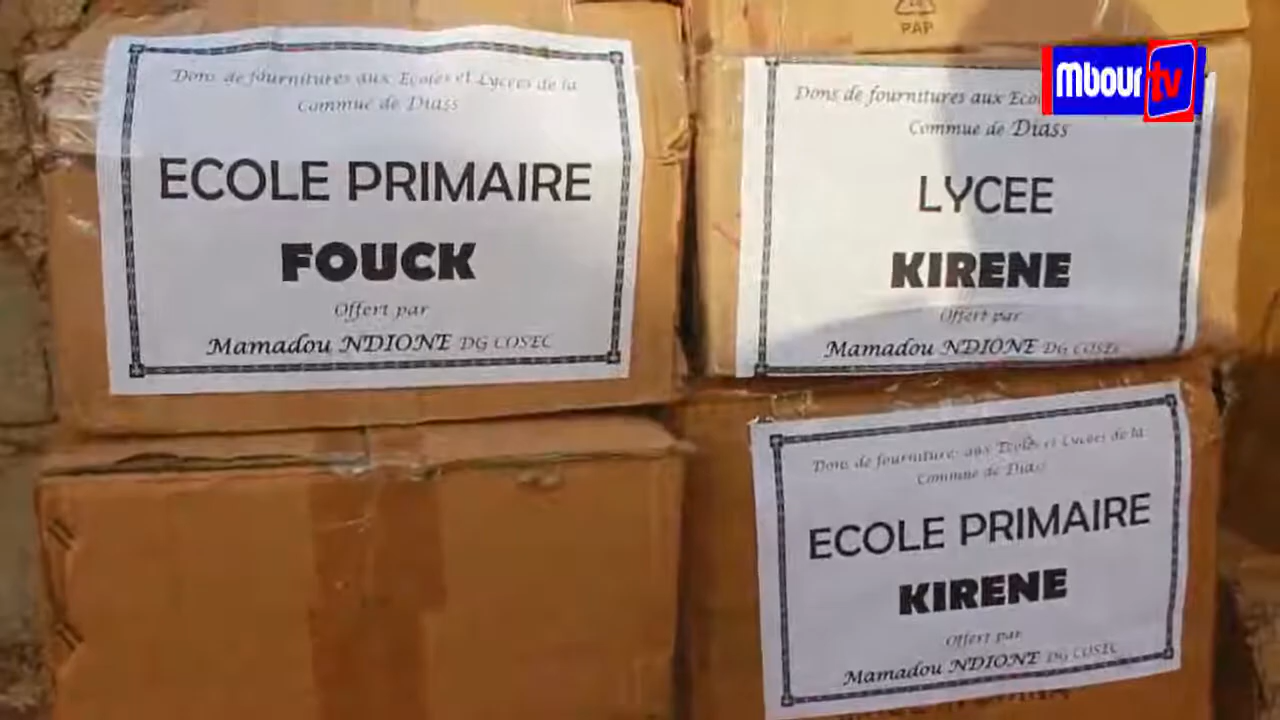 Dons de fournitures aux Ecoles et Lycées de la
Commue de Diass
ECOLE PRIMAIRE
FOUCK
Offert par
Mamadou NDIONE DG COSEC
PAP
Mbour tv
Dons de fournitures aux
Commue de Diass
LYCEE
KIRENE
Offert par
Mamadou NDIONE DG COSEC
Dons de fournitures aux Ecoles et Lycées de la
Commue de Diass
ECOLE PRIMAIRE
KIRENE
Offert par
Mamadou NDIONE DG COSEC